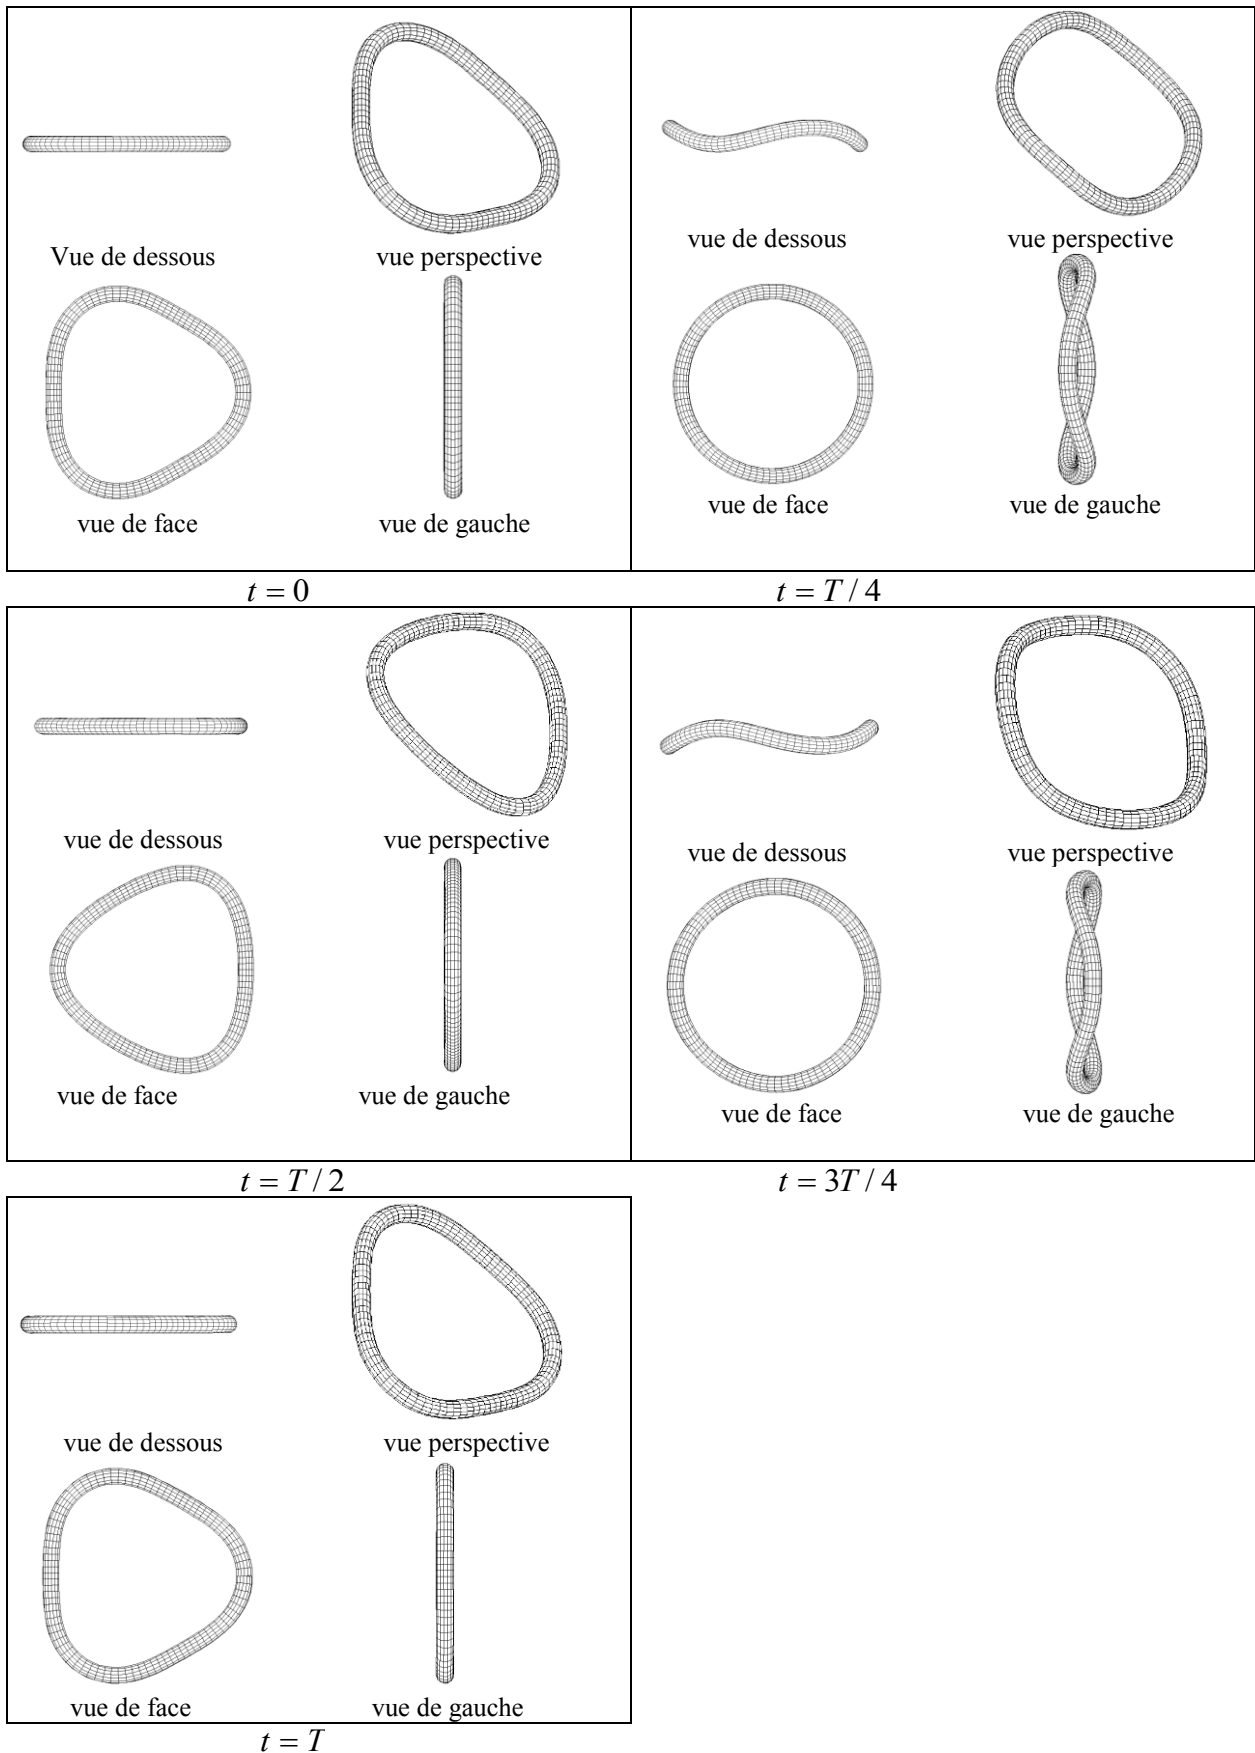 Vue de dessous
vue perspective
vue de face
vue de gauche
vue de dessous
vue perspective
vue de face
vue de gauche
t = 0
t = T / 4
vue de dessous
vue perspective
vue de face
vue de gauche
vue de dessous
vue perspective
vue de face
vue de gauche
t = T / 2
t = 3T / 4
vue de dessous
vue perspective
vue de face
vue de gauche
t = T